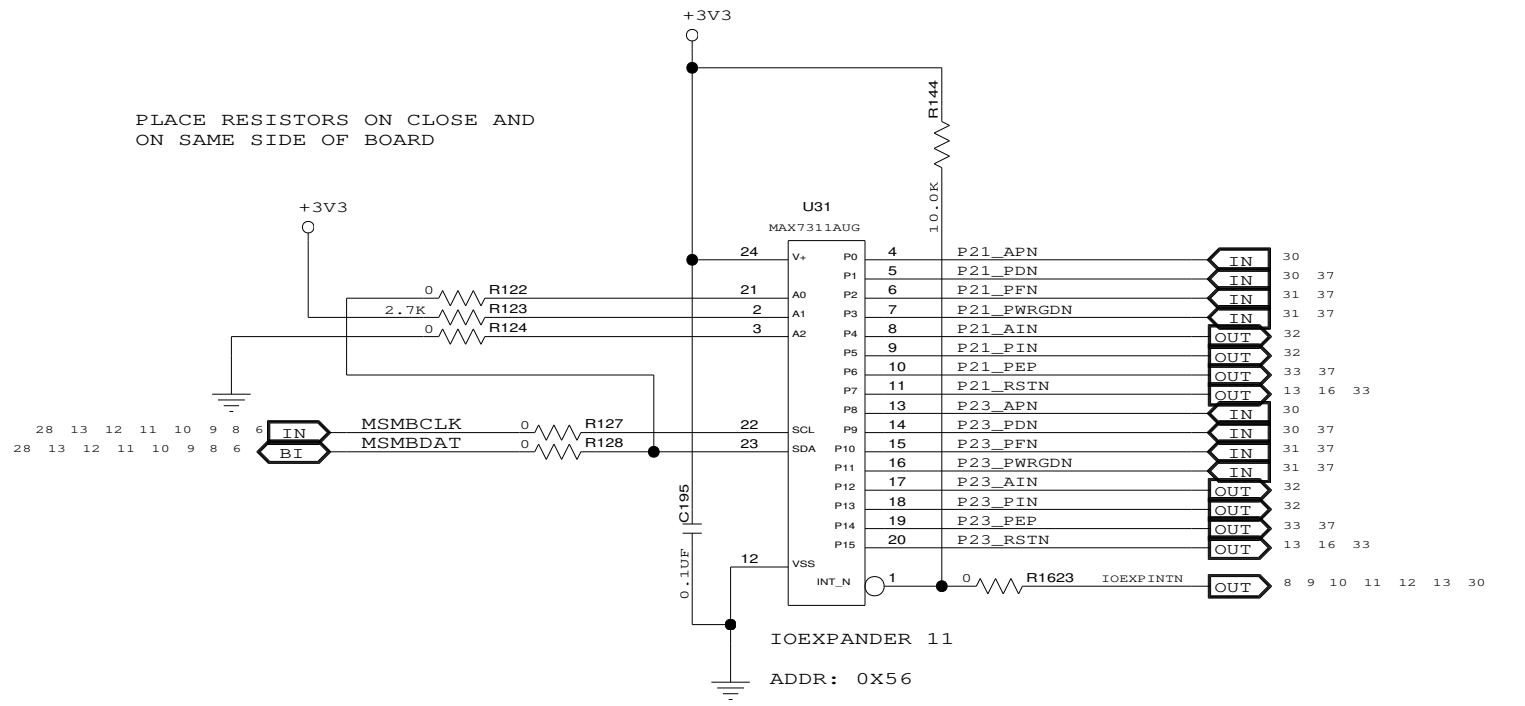 +3V3
PLACE RESISTORS ON CLOSE AND
ON SAME SIDE OF BOARD
R144
10.0K
+3V3
U31
MAX7311AUG
24 V+ P0 4 P21_APN IN 30
P1 5 P21_PDN IN 30 37
0 R122 21 A0 P2 6 P21_PFN IN 31 37
2.7K R123 2 A1 P3 7 P21_PWRGDN IN 31 37
0 R124 3 A2 P4 8 P21_AIN OUT 32
P5 9 P21_PIN OUT 32
P6 10 P21_PEP OUT 33 37
P7 11 P21_RSTN OUT 13 16 33
P8 13 P23_APN IN 30
28 13 12 11 10 9 8 6 IN MSMBCLK 0 R127 22 SCL P9 14 P23_PDN IN 30 37
28 13 12 11 10 9 8 6 BI MSMBDAT 0 R128 23 SDA P10 15 P23_PFN IN 31 37
P11 16 P23_PWRGDN IN 31 37
P12 17 P23_AIN OUT 32
C195
P13 18 P23_PIN OUT 32
P14 19 P23_PEP OUT 33 37
P15 20 P23_RSTN OUT 13 16 33
0.1UF
12 VSS
INT_N 1 0 R1623 IOEXPINTN OUT 8 9 10 11 12 13 30
IOEXPANDER 11
ADDR: 0X56